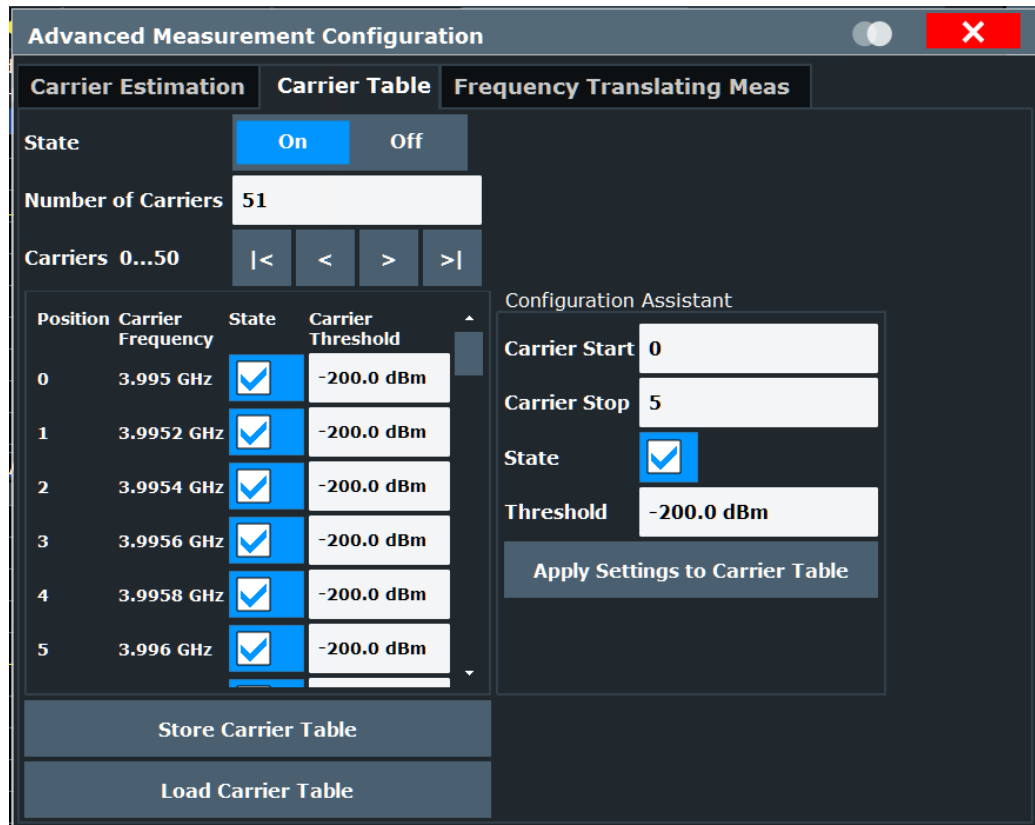 Advanced Measurement Configuration
Carrier Estimation Carrier Table Frequency Translating Meas
State On Off
Number of Carriers 51
Carriers 0...50 |< < > >|
Position Carrier Frequency State Carrier Threshold
0 3.995 GHz -200.0 dBm
1 3.9952 GHz -200.0 dBm
2 3.9954 GHz -200.0 dBm
3 3.9956 GHz -200.0 dBm
4 3.9958 GHz -200.0 dBm
5 3.996 GHz -200.0 dBm
Configuration Assistant
Carrier Start 0
Carrier Stop 5
State
Threshold -200.0 dBm
Apply Settings to Carrier Table
Store Carrier Table
Load Carrier Table